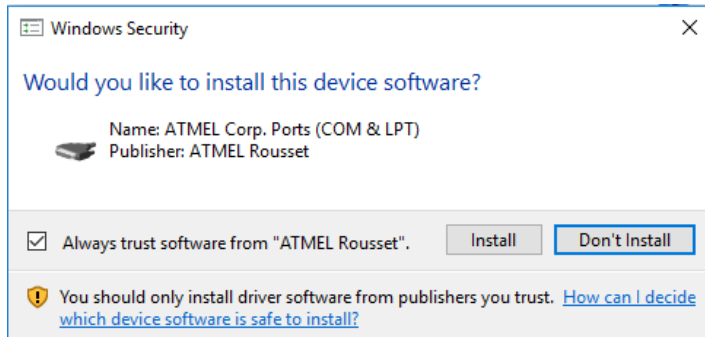 Windows Security
Would you like to install this device software?
Name: ATMEL Corp. Ports (COM & LPT)
Publisher: ATMEL Rousset
Always trust software from "ATMEL Rousset".
Install
Don't Install
You should only install driver software from publishers you trust. How can I decide
which device software is safe to install?